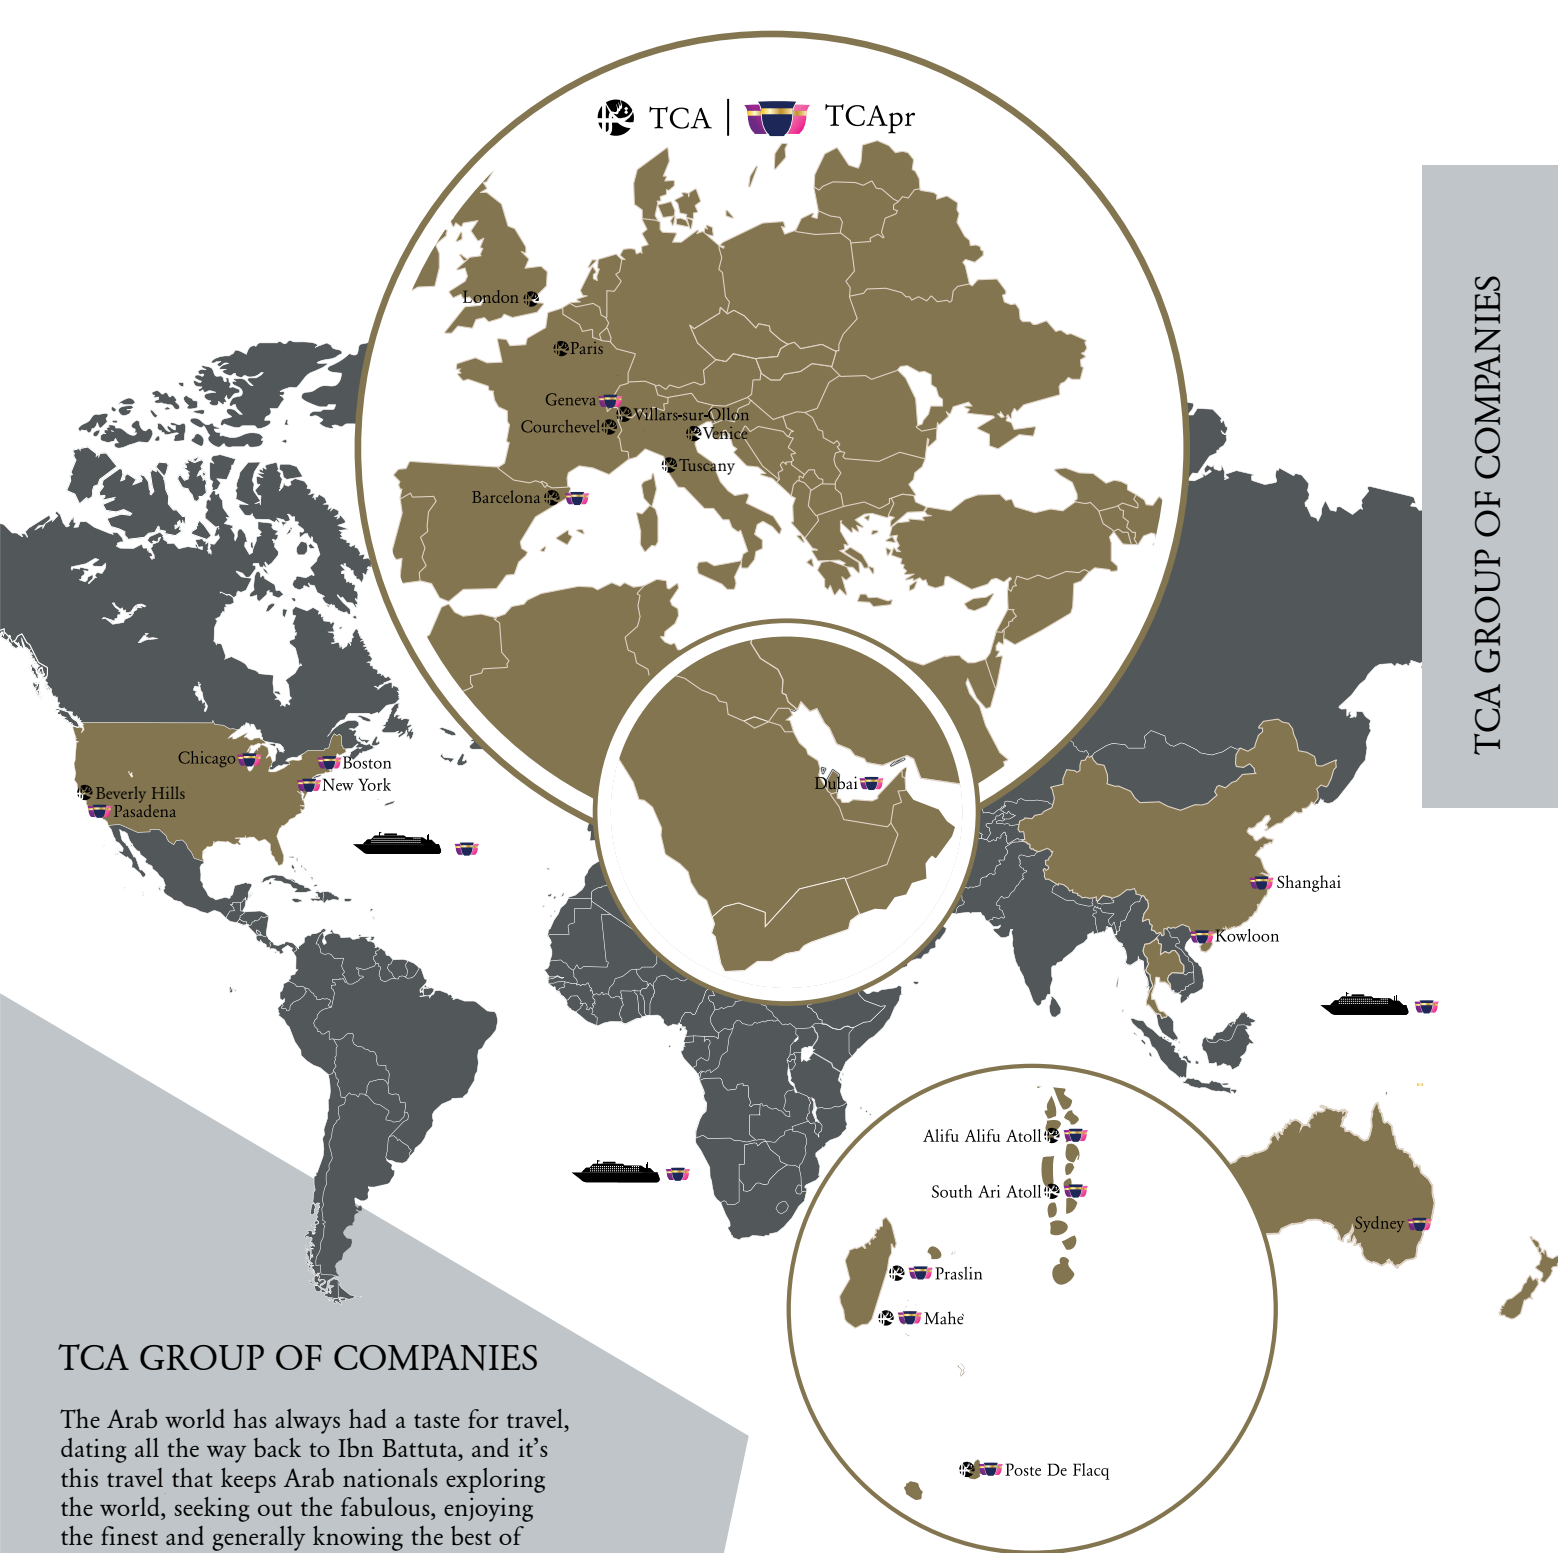 TCA | TCApr
London
Paris
Geneva
Villars-sur-Ollon
Courchevel
Venice
Tuscany
Barcelona
TCA GROUP OF COMPANIES
Chicago
Boston
New York
Beverly Hills
Pasadena
Dubai
Shanghai
Kowloon
Alifu Alifu Atoll
South Ari Atoll
Sydney
Praslin
Mahe`
Poste De Flacq
TCA GROUP OF COMPANIES
The Arab world has always had a taste for travel,
dating all the way back to Ibn Battuta, and it’s
this travel that keeps Arab nationals exploring
the world, seeking out the fabulous, enjoying
the finest and generally knowing the best of